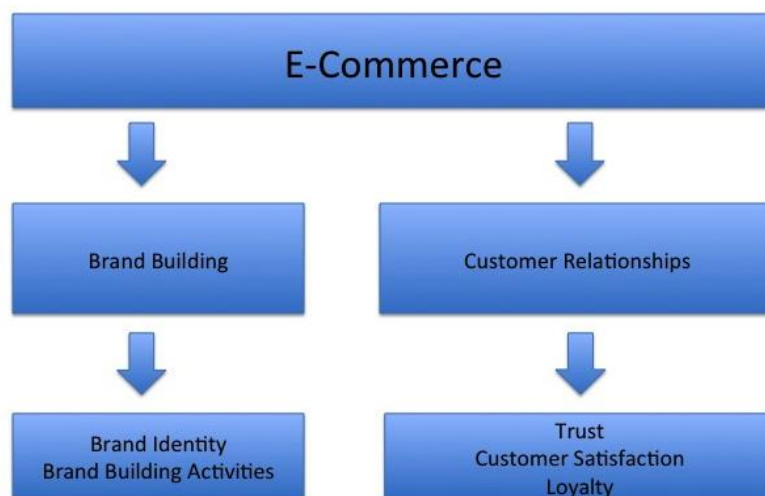 E-Commerce
Brand Building
Customer Relationships
Brand Identity
Brand Building Activities
Trust
Customer Satisfaction
Loyalty